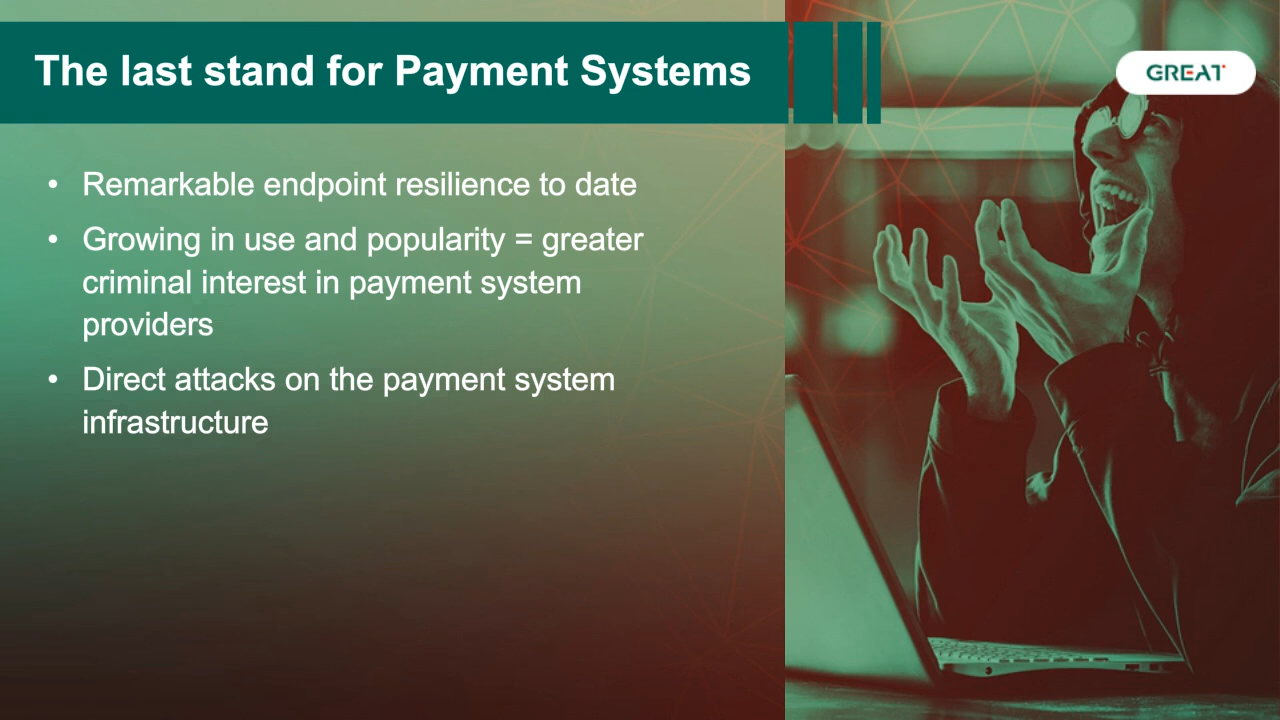 The last stand for Payment Systems
GREAT
• Remarkable endpoint resilience to date
• Growing in use and popularity = greater
criminal interest in payment system
providers
• Direct attacks on the payment system
infrastructure